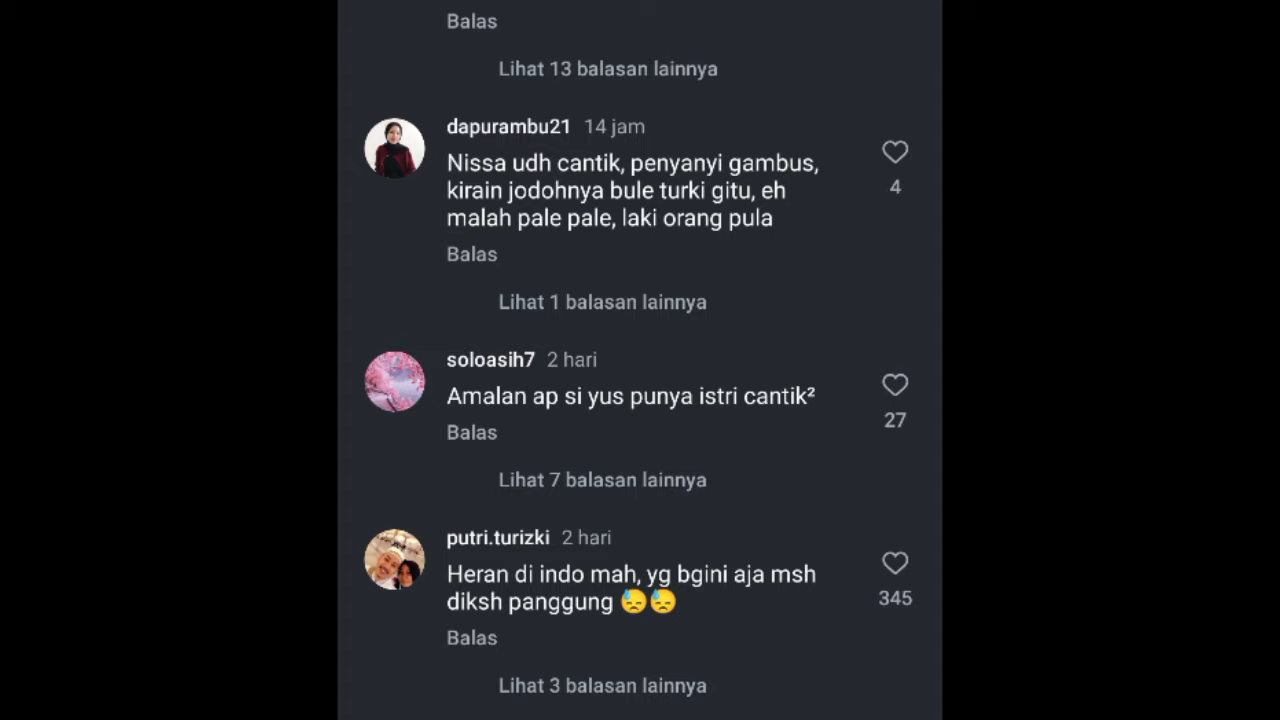 Balas
Lihat 13 balasan lainnya
dapurambu21 14 jam
Nissa udh cantik, penyanyi gambus,
kirain jodohnya bule turki gitu, eh
malah pale pale, laki orang pula
4
Balas
Lihat 1 balasan lainnya
soloasih7 2 hari
Amalan ap si yus punya istri cantik²
27
Balas
Lihat 7 balasan lainnya
putri.turizki 2 hari
Heran di indo mah, yg bgini aja msh
diksh panggung 😓😓
345
Balas
Lihat 3 balasan lainnya